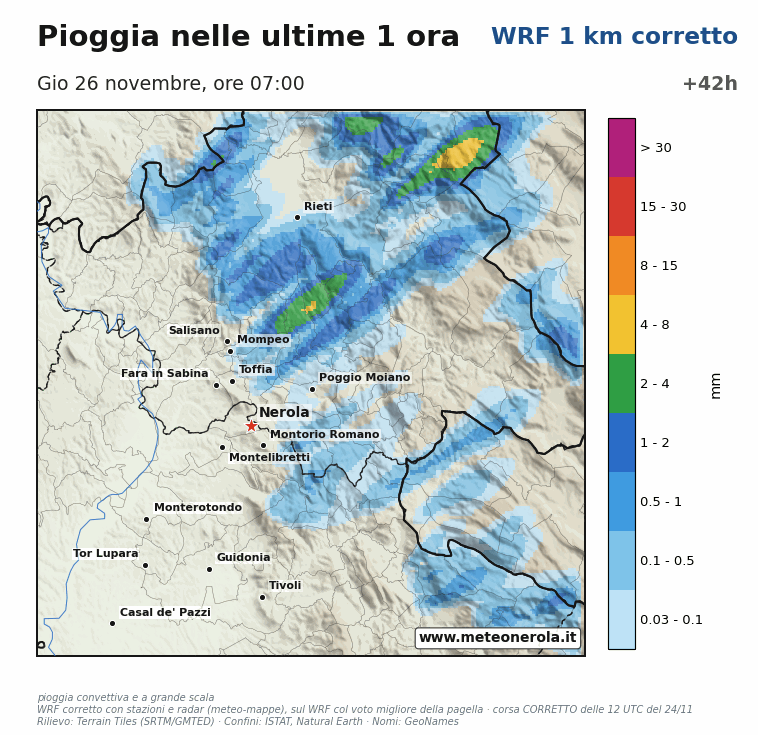 Pioggia nelle ultime 1 ora
WRF 1 km corretto
Gio 26 novembre, ore 07:00
+42h
> 30
15 - 30
8 - 15
4 - 8
2 - 4
1 - 2
0.5 - 1
0.1 - 0.5
0.03 - 0.1
mm
Rieti
Salisano
Mompeo
Fara in Sabina
Toffia
Poggio Moiano
Nerola
Montorio Romano
Montelibretti
Monterotondo
Tor Lupara
Guidonia
Tivoli
Casal de' Pazzi
www.meteonerola.it
pioggia convettiva e a grande scala
WRF corretto con stazioni e radar (meteo-mappe), sul WRF col voto migliore della pagella · corsa CORRETTO delle 12 UTC del 24/11
Rilievo: Terrain Tiles (SRTM/GMTED) · Confini: ISTAT, Natural Earth · Nomi: GeoNames